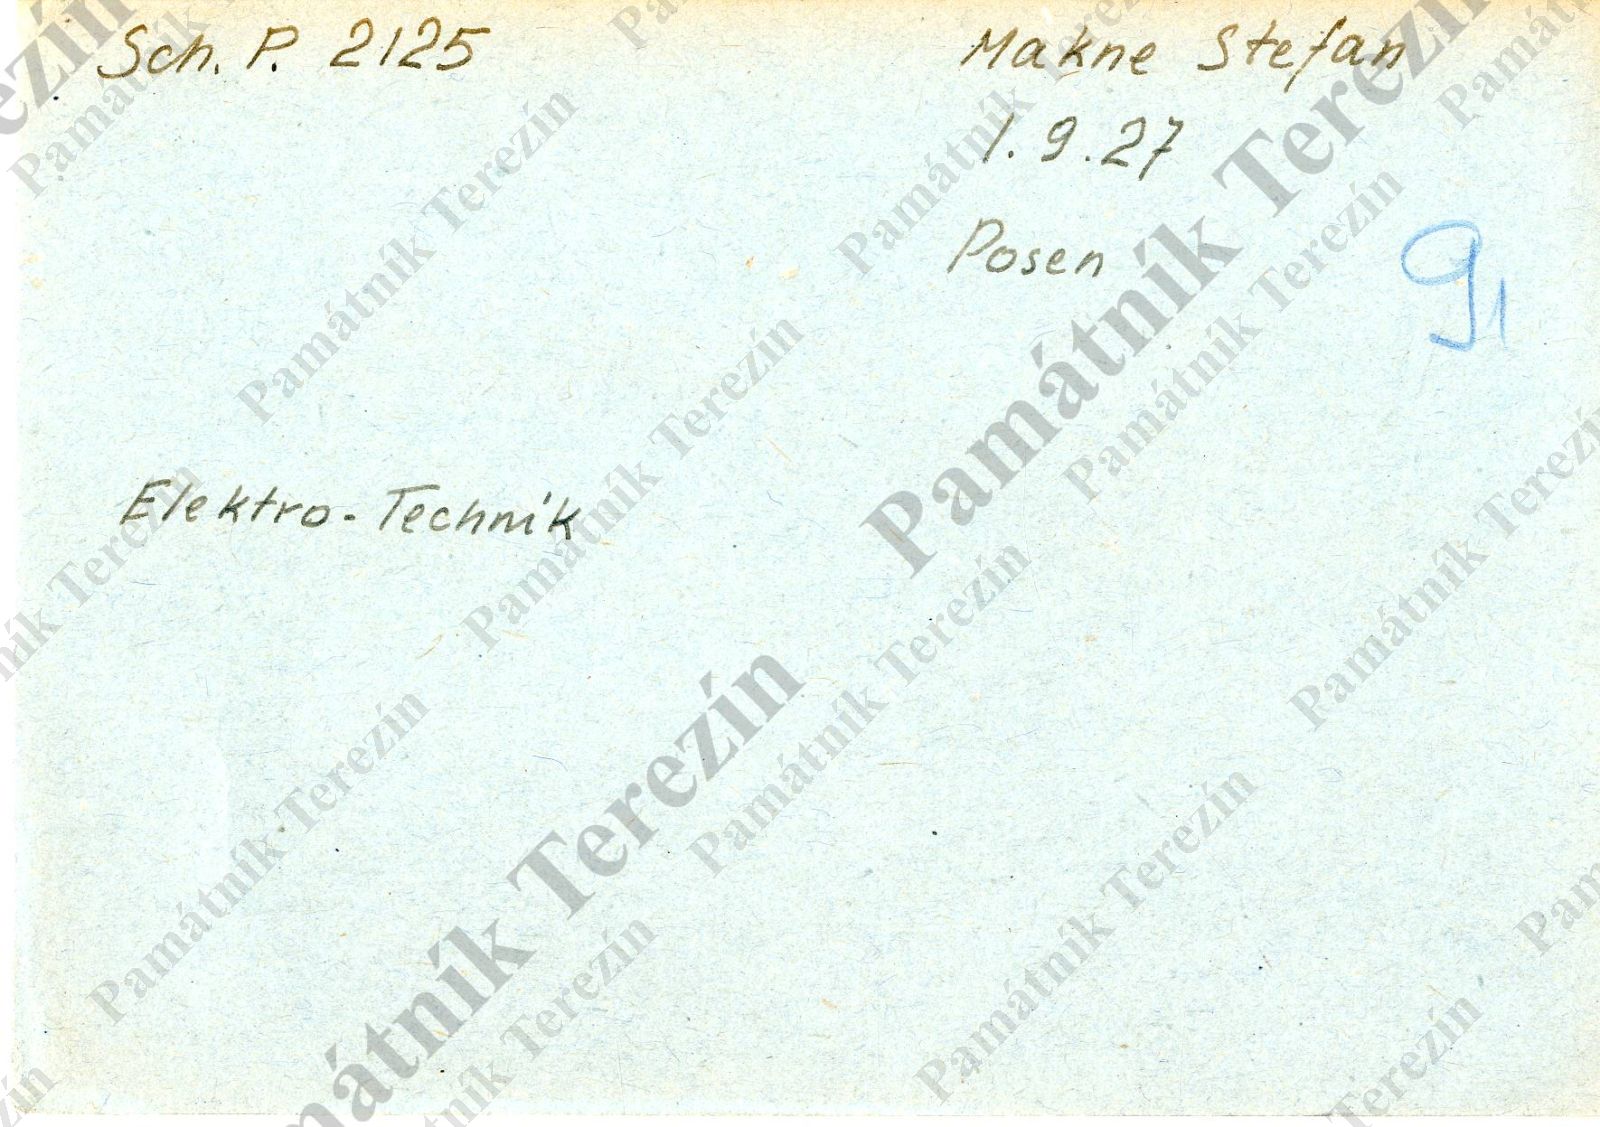 Sch. P. 2125
Makne Stefan
1. 9. 27
Posen
91
Elektro-Technik
Památník Terezín